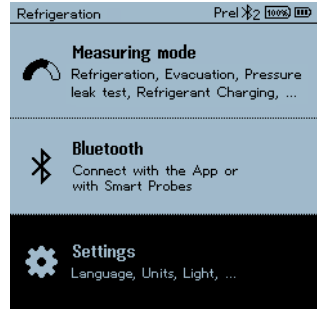 Refrigeration Prel 2 100%
Measuring mode
Refrigeration, Evacuation, Pressure
leak test, Refrigerant Charging, ...
Bluetooth
Connect with the App or
with Smart Probes
Settings
Language, Units, Light, ...